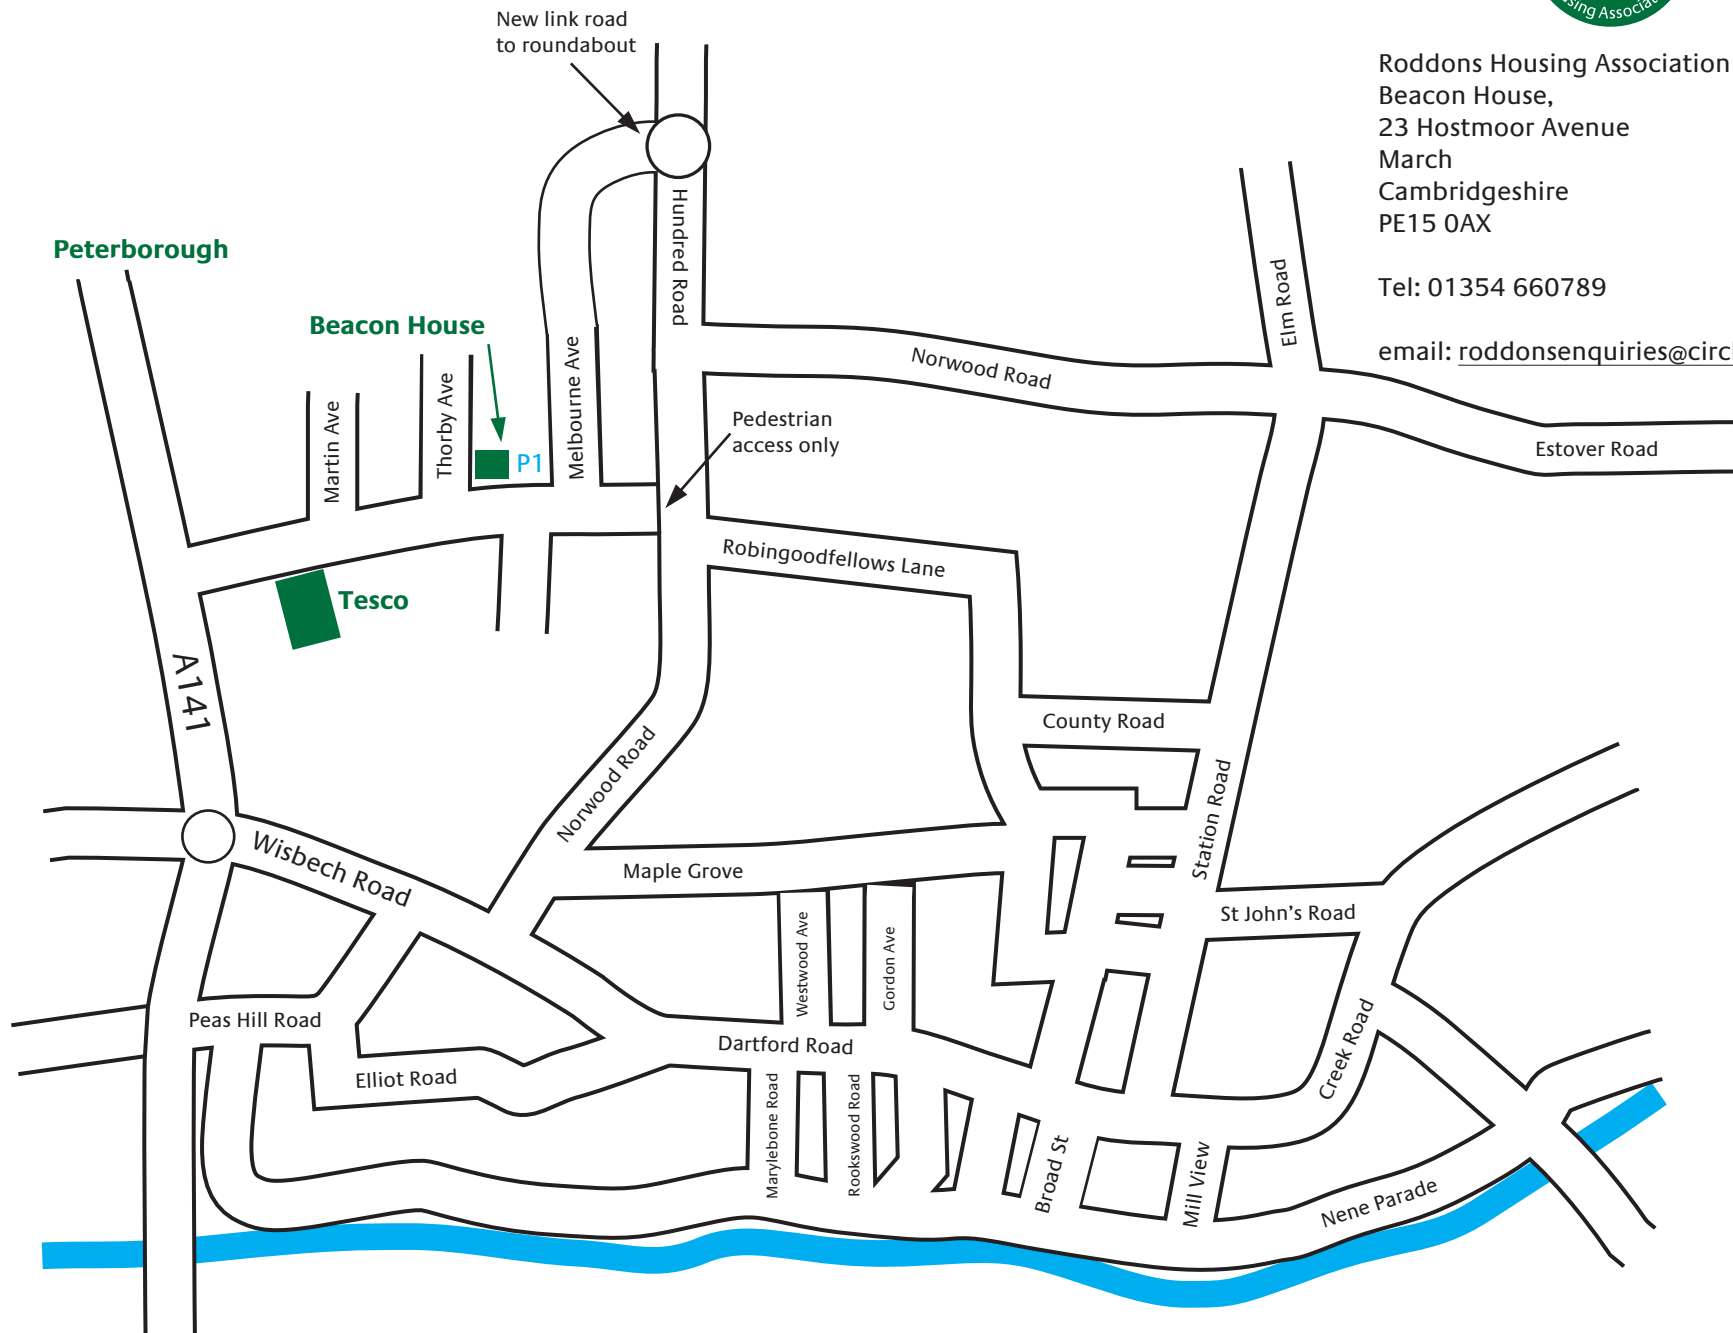 New link road
to roundabout
Roddons Housing Association
Beacon House,
23 Hostmoor Avenue
March
Cambridgeshire
PE15 0AX
Tel: 01354 660789
email: roddonsenquiries@circl
Peterborough
Beacon House
Hundred Road
Elm Road
Norwood Road
Martin Ave
Thorby Ave
P1
Melbourne Ave
Pedestrian
access only
Estover Road
Robingoodfellows Lane
Tesco
A141
County Road
Norwood Road
Station Road
Wisbech Road
Maple Grove
St John's Road
Westwood Ave
Gordon Ave
Peas Hill Road
Dartford Road
Creek Road
Elliot Road
Marylebone Road
Rookswood Road
Broad St
Mill View
Nene Parade